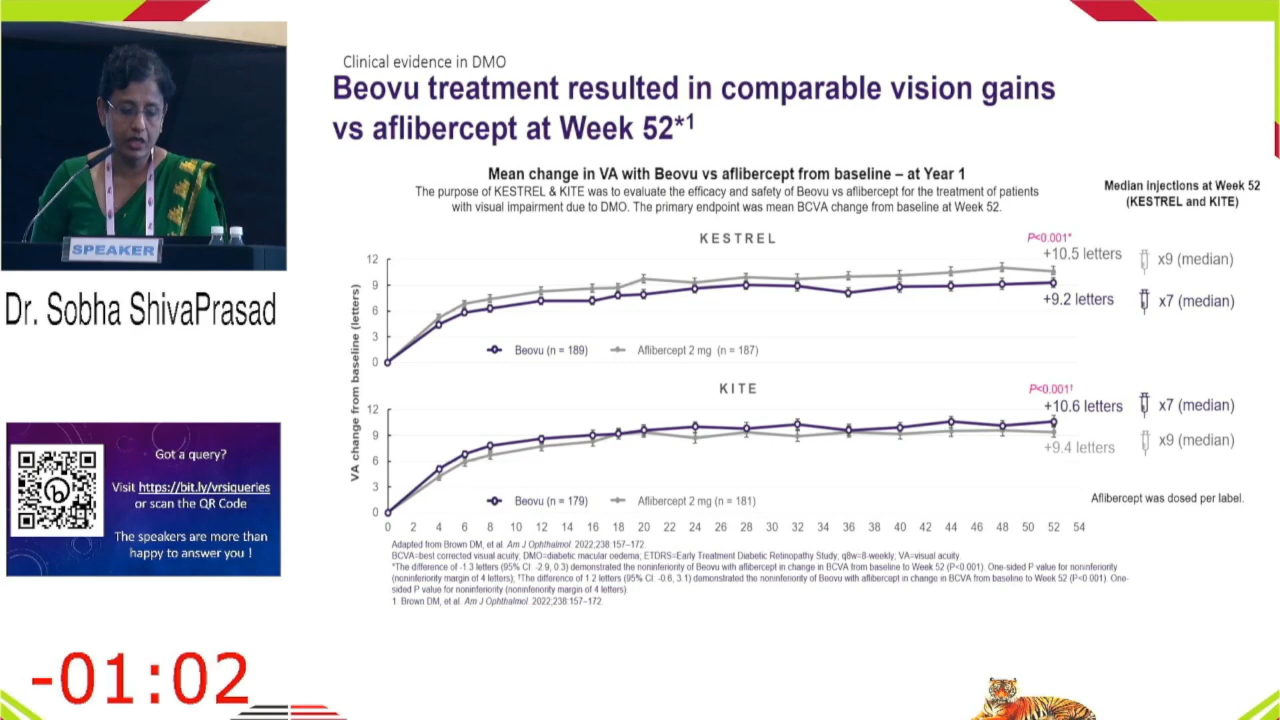 Clinical evidence in DMO
Beovu treatment resulted in comparable vision gains
vs aflibercept at Week 52*1
Mean change in VA with Beovu vs aflibercept from baseline – at Year 1
The purpose of KESTREL & KITE was to evaluate the efficacy and safety of Beovu vs aflibercept for the treatment of patients
with visual impairment due to DMO. The primary endpoint was mean BCVA change from baseline at Week 52.
Median injections at Week 52
(KESTREL and KITE)
KESTREL
P<0.001*
+10.5 letters
x9 (median)
+9.2 letters
x7 (median)
12
9
6
3
0
VA change from baseline (letters)
Beovu (n = 189)
Aflibercept 2 mg (n = 187)
KITE
P<0.001†
+10.6 letters
x7 (median)
+9.4 letters
x9 (median)
12
9
6
3
0
Beovu (n = 179)
Aflibercept 2 mg (n = 181)
Aflibercept was dosed per label.
0 2 4 6 8 10 12 14 16 18 20 22 24 26 28 30 32 34 36 38 40 42 44 46 48 50 52 54
Adapted from Brown DM, et al. Am J Ophthalmol. 2022;238:157–172.
BCVA=best corrected visual acuity; DMO=diabetic macular oedema; ETDRS=Early Treatment Diabetic Retinopathy Study; q8w=8-weekly; VA=visual acuity.
*The difference of -1.3 letters (95% CI: -2.9, 0.3) demonstrated the noninferiority of Beovu with aflibercept in change in BCVA from baseline to Week 52 (P<0.001). One-sided P value for noninferiority
(noninferiority margin of 4 letters); †The difference of 1.2 letters (95% CI: -0.6, 3.1) demonstrated the noninferiority of Beovu with aflibercept in change in BCVA from baseline to Week 52 (P<0.001). One-
sided P value for noninferiority (noninferiority margin of 4 letters)
1. Brown DM, et al. Am J Ophthalmol. 2022;238:157–172.
SPEAKER
Dr. Sobha ShivaPrasad
Got a query?
Visit https://bit.ly/vrsiqueries
or scan the QR Code
The speakers are more than
happy to answer you !
-01:02